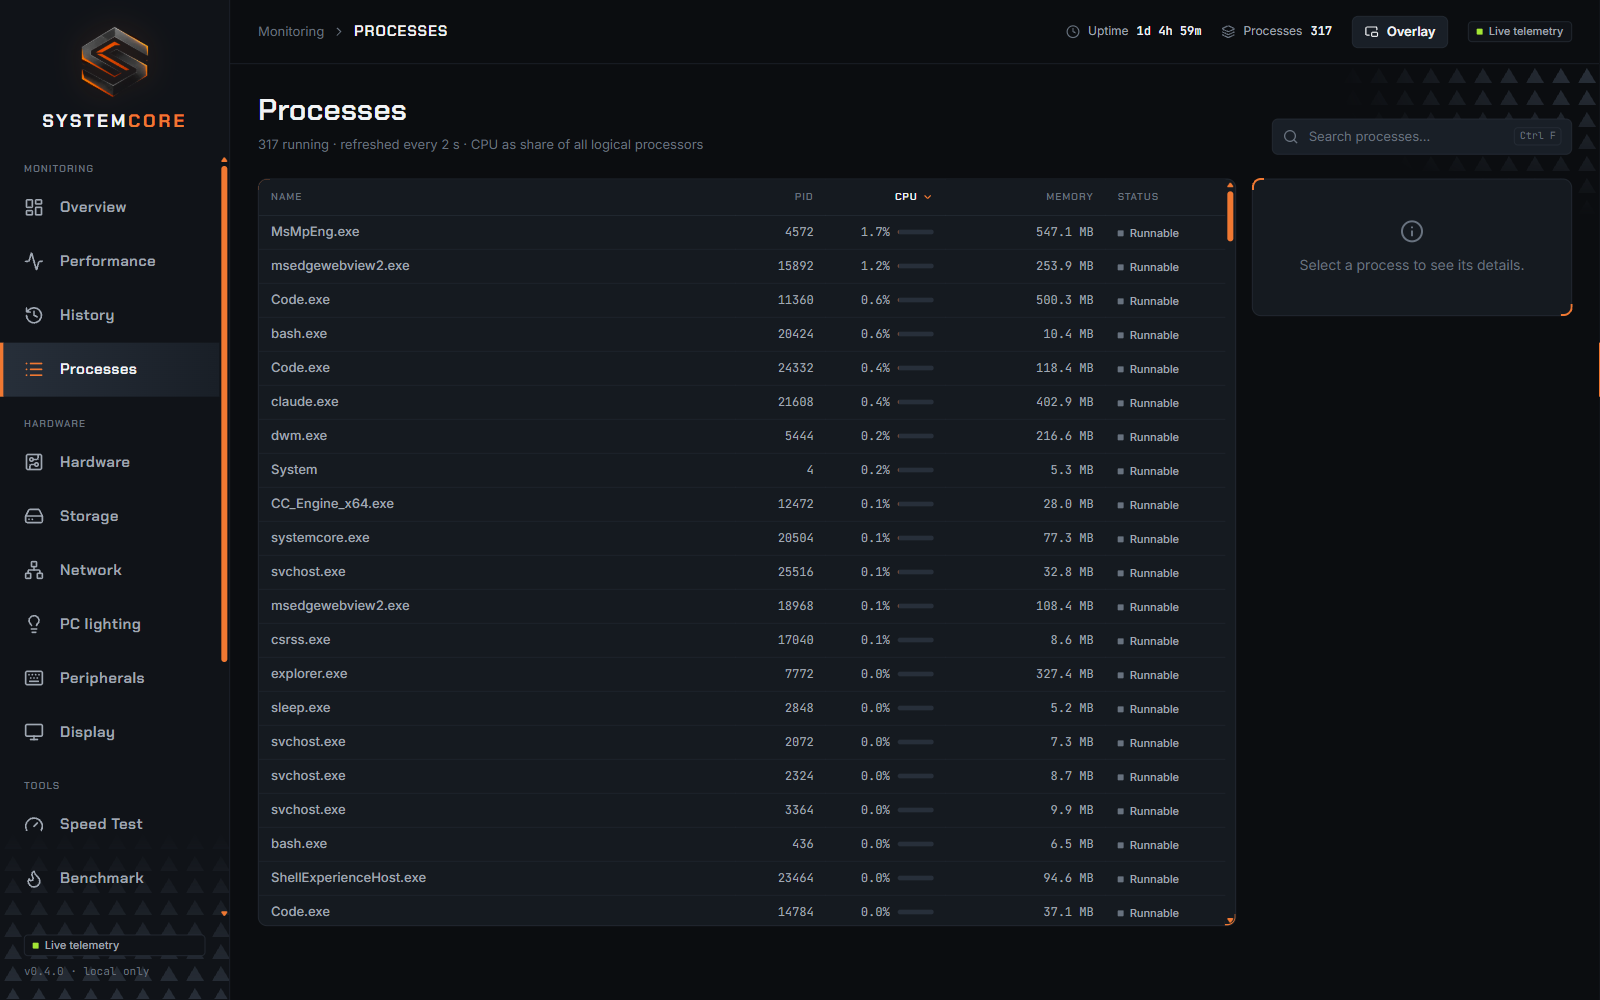 SYSTEMCORE
MONITORING
Overview
Performance
History
Processes
HARDWARE
Hardware
Storage
Network
PC lighting
Peripherals
Display
TOOLS
Speed Test
Benchmark
Live telemetry
v0.4.0 · local only
Monitoring > PROCESSES
Uptime 1d 4h 59m
Processes 317
Overlay
Live telemetry
Processes
317 running · refreshed every 2 s · CPU as share of all logical processors
Search processes... Ctrl F
NAME PID CPU MEMORY STATUS
MsMpEng.exe 4572 1.7% 547.1 MB Runnable
msedgewebview2.exe 15892 1.2% 253.9 MB Runnable
Code.exe 11360 0.6% 500.3 MB Runnable
bash.exe 20424 0.6% 10.4 MB Runnable
Code.exe 24332 0.4% 118.4 MB Runnable
claude.exe 21608 0.4% 402.9 MB Runnable
dwm.exe 5444 0.2% 216.6 MB Runnable
System 4 0.2% 5.3 MB Runnable
CC_Engine_x64.exe 12472 0.1% 28.0 MB Runnable
systemcore.exe 20504 0.1% 77.3 MB Runnable
svchost.exe 25516 0.1% 32.8 MB Runnable
msedgewebview2.exe 18968 0.1% 108.4 MB Runnable
csrss.exe 17040 0.1% 8.6 MB Runnable
explorer.exe 7772 0.0% 327.4 MB Runnable
sleep.exe 2848 0.0% 5.2 MB Runnable
svchost.exe 2072 0.0% 7.3 MB Runnable
svchost.exe 2324 0.0% 8.7 MB Runnable
svchost.exe 3364 0.0% 9.9 MB Runnable
bash.exe 436 0.0% 6.5 MB Runnable
ShellExperienceHost.exe 23464 0.0% 94.6 MB Runnable
Code.exe 14784 0.0% 37.1 MB Runnable
Select a process to see its details.